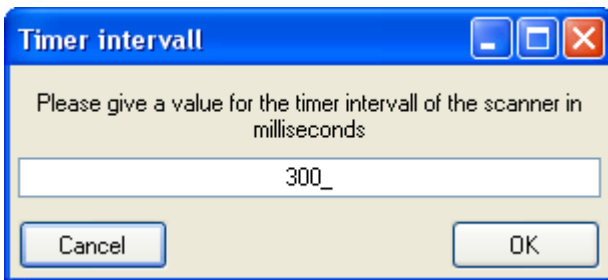 Timer intervall
Please give a value for the timer intervall of the scanner in
milliseconds
300_
Cancel
OK